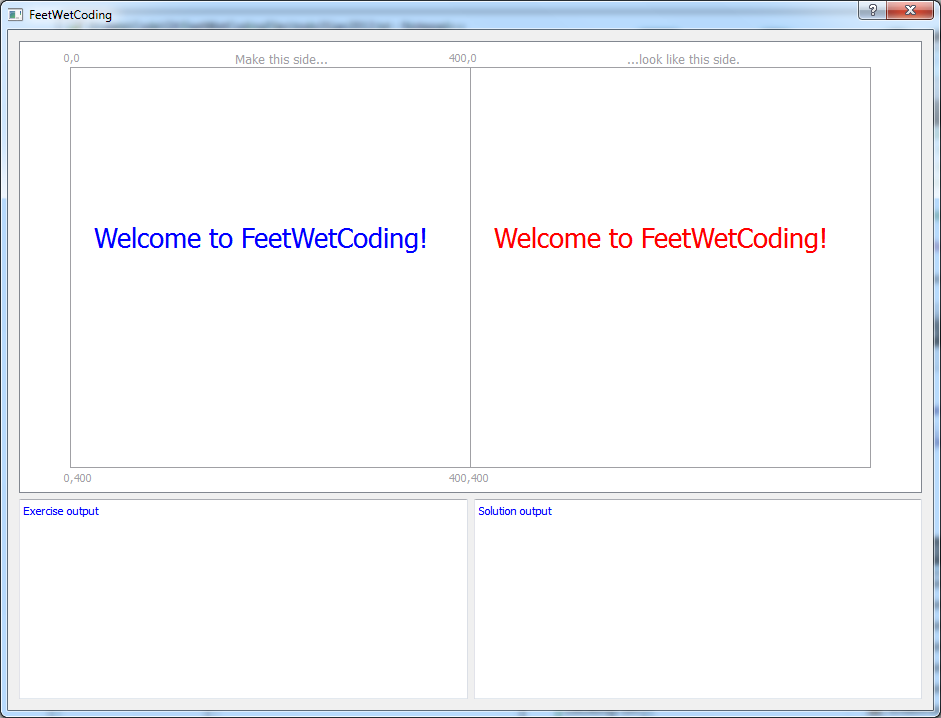 FeetWetCoding
?
0,0 Make this side... 400,0 ...look like this side.
Welcome to FeetWetCoding! Welcome to FeetWetCoding!
0,400 400,400
Exercise output Solution output